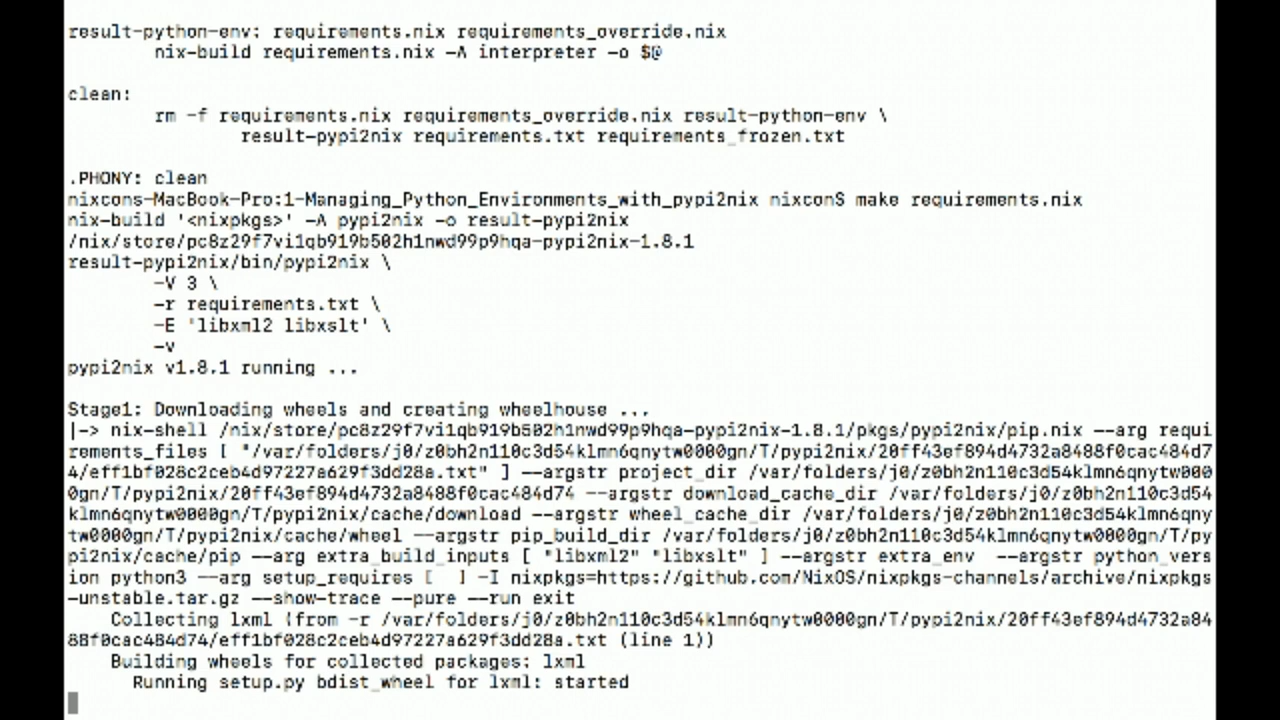 result-python-env: requirements.nix requirements_override.nix
        nix-build requirements.nix -A interpreter -o $@
clean:
        rm -f requirements.nix requirements_override.nix result-python-env \
                result-pypi2nix requirements.txt requirements_frozen.txt
.PHONY: clean
nixcons-MacBook-Pro:1-Managing_Python_Environments_with_pypi2nix nixcon$ make requirements.nix
nix-build '<nixpkgs>' -A pypi2nix -o result-pypi2nix
/nix/store/pc8z29f7vi1qb919b502h1nwd99p9hqa-pypi2nix-1.8.1
result-pypi2nix/bin/pypi2nix \
        -V 3 \
        -r requirements.txt \
        -E 'libxml2 libxslt' \
        -v
pypi2nix v1.8.1 running ...
Stage1: Downloading wheels and creating wheelhouse ...
|-> nix-shell /nix/store/pc8z29f7vi1qb919b502h1nwd99p9hqa-pypi2nix-1.8.1/pkgs/pypi2nix/pip.nix --arg requi
rements_files [ "/var/folders/j0/z0bh2n110c3d54klmn6qnytw0000gn/T/pypi2nix/20ff43ef894d4732a8488f0cac484d7
4/eff1bf028c2ceb4d97227a629f3dd28a.txt" ] --argstr project_dir /var/folders/j0/z0bh2n110c3d54klmn6qnytw000
0gn/T/pypi2nix/20ff43ef894d4732a8488f0cac484d74 --argstr download_cache_dir /var/folders/j0/z0bh2n110c3d54
klmn6qnytw0000gn/T/pypi2nix/cache/download --argstr wheel_cache_dir /var/folders/j0/z0bh2n110c3d54klmn6qny
tw0000gn/T/pypi2nix/cache/wheel --argstr pip_build_dir /var/folders/j0/z0bh2n110c3d54klmn6qnytw0000gn/T/py
pi2nix/cache/pip --arg extra_build_inputs [ "libxml2" "libxslt" ] --argstr extra_env  --argstr python_vers
ion python3 --arg setup_requires [  ] -I nixpkgs=https://github.com/NixOS/nixpkgs-channels/archive/nixpkgs
-unstable.tar.gz --show-trace --pure --run exit
    Collecting lxml (from -r /var/folders/j0/z0bh2n110c3d54klmn6qnytw0000gn/T/pypi2nix/20ff43ef894d4732a84
88f0cac484d74/eff1bf028c2ceb4d97227a629f3dd28a.txt (line 1))
    Building wheels for collected packages: lxml
      Running setup.py bdist_wheel for lxml: started